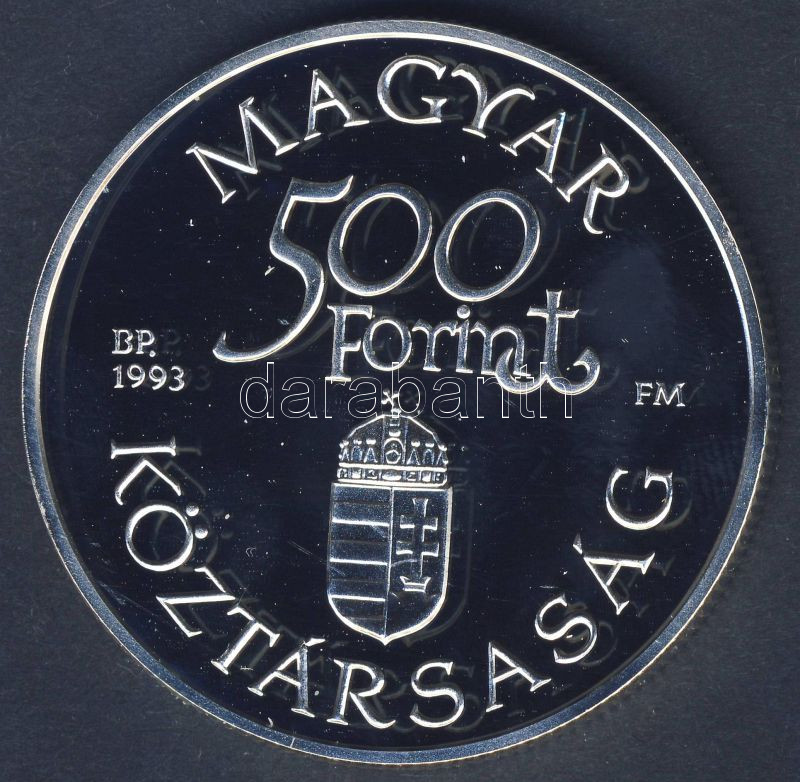 MAGYAR
500
Forint
BP.
1993
FM
KÖZTÁRSASÁG
darabanth